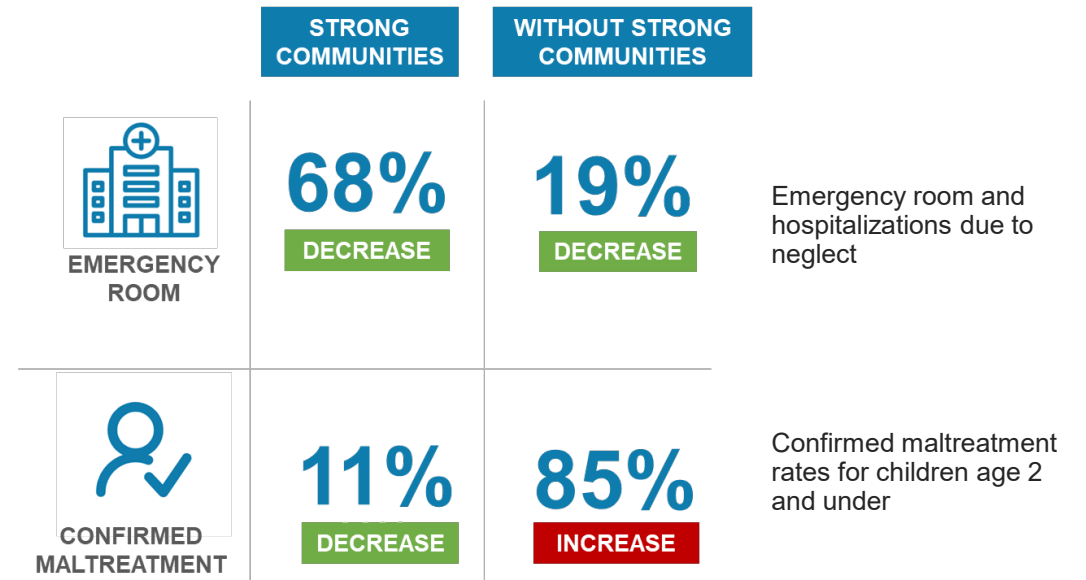 STRONG
COMMUNITIES
WITHOUT STRONG
COMMUNITIES
EMERGENCY
ROOM
68%
DECREASE
19%
DECREASE
Emergency room and
hospitalizations due to
neglect
CONFIRMED
MALTREATMENT
11%
DECREASE
85%
INCREASE
Confirmed maltreatment
rates for children age 2
and under